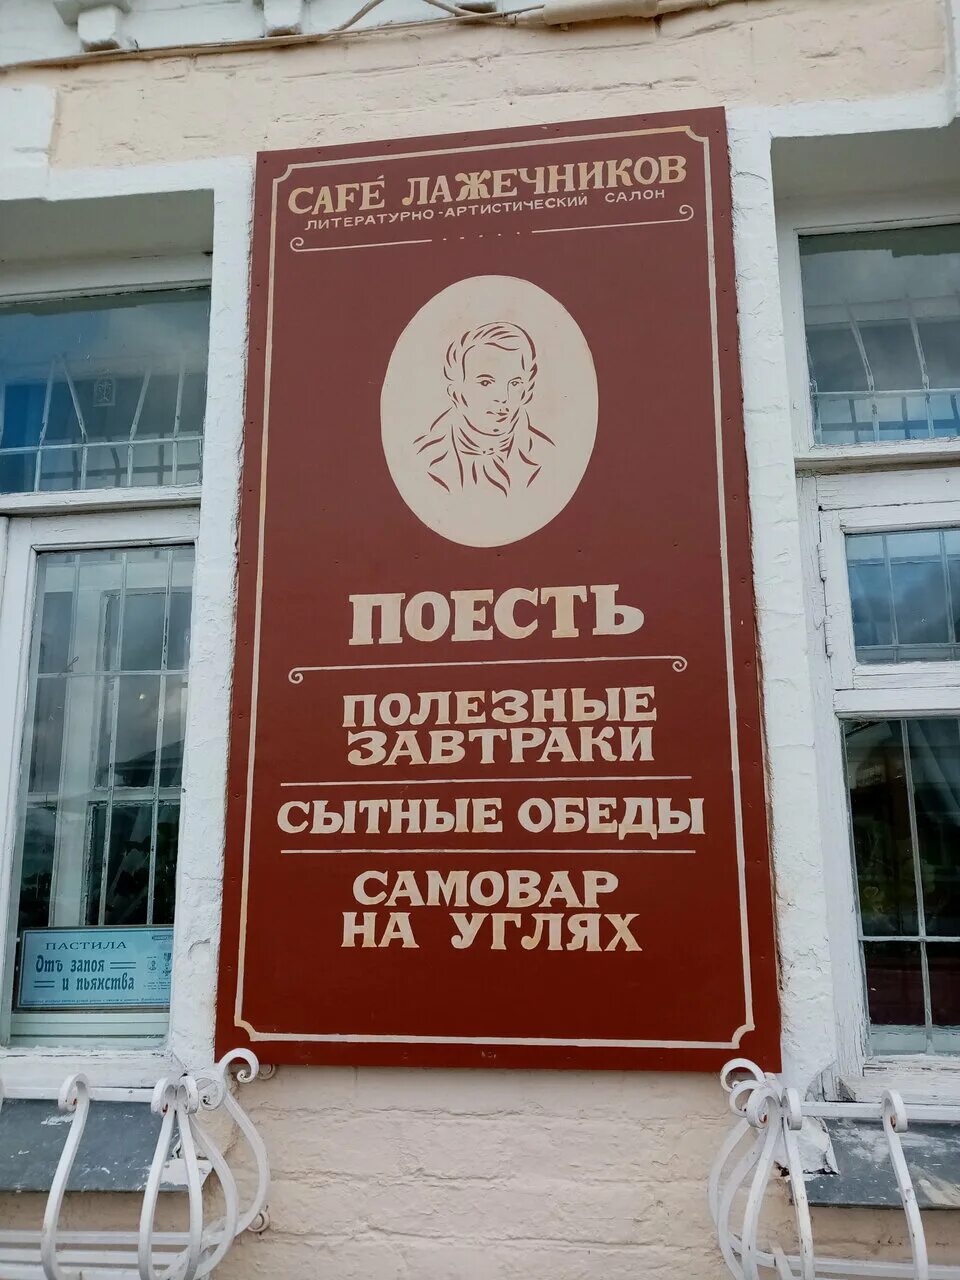 CAFÉ ЛАЖЕЧНИКОВ
ЛИТЕРАТУРНО-АРТИСТИЧЕСКИЙ САЛОН
ПОЕСТЬ
ПОЛЕЗНЫЕ
ЗАВТРАКИ
СЫТНЫЕ ОБЕДЫ
САМОВАР
НА УГЛЯХ
ПАСТИЛА
Отъ запоя
и пьянства